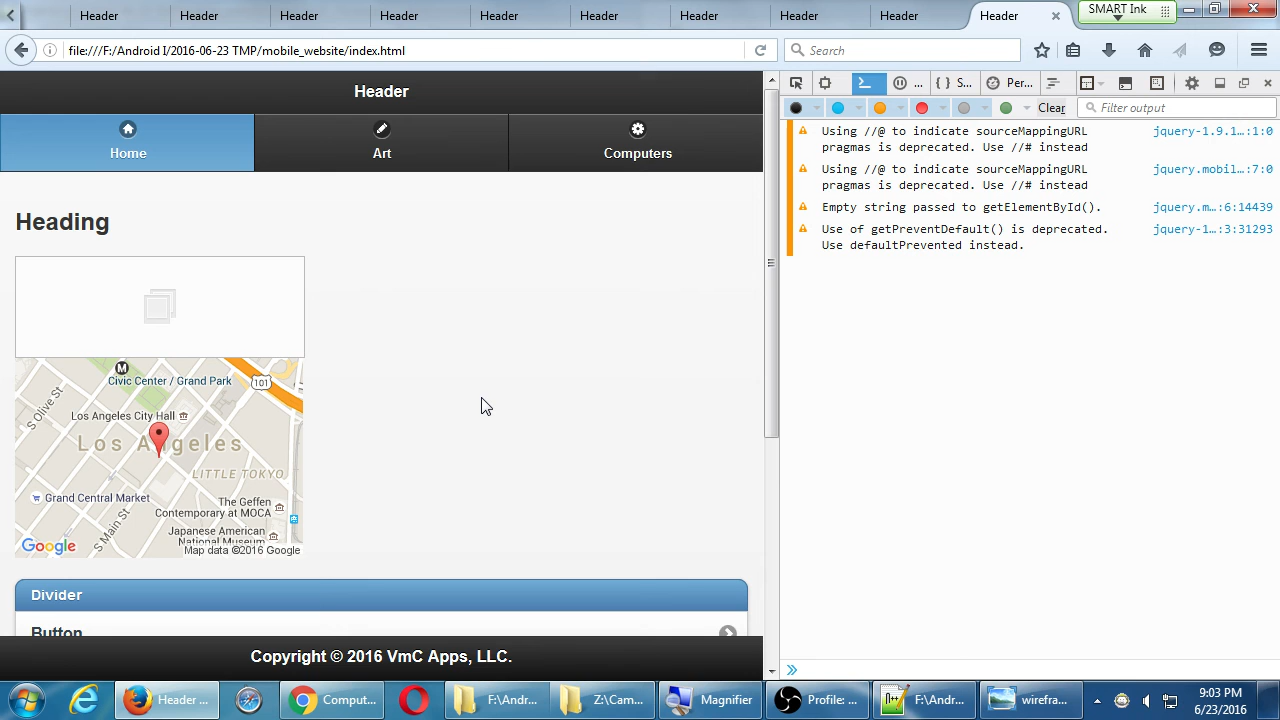 Header Header Header Header Header Header Header Header Header Header SMART Ink
file:///F:/Android I/2016-06-23 TMP/mobile_website/index.html
Search
Header
Home Art Computers
Heading
M
Civic Center / Grand Park
101
S Olive St
Los Angeles City Hall
Los Angeles
LITTLE TOKYO
Grand Central Market
The Geffen
Contemporary at MOCA
S Main St
Japanese American
National Museum
Google
Map data ©2016 Google
Divider
Button
Copyright © 2016 VmC Apps, LLC.
... { } S... Per...
Clear Filter output
Using //@ to indicate sourceMappingURL jquery-1.9.1...:1:0
pragmas is deprecated. Use //# instead
Using //@ to indicate sourceMappingURL jquery.mobil...:7:0
pragmas is deprecated. Use //# instead
Empty string passed to getElementById(). jquery.m...:6:14439
Use of getPreventDefault() is deprecated. jquery-1...:3:31293
Use defaultPrevented instead.
»
Header ... Comput... F:\Andr... Z:\Cam... Magnifier Profile: ... F:\Andr... wirefra...
9:03 PM
6/23/2016